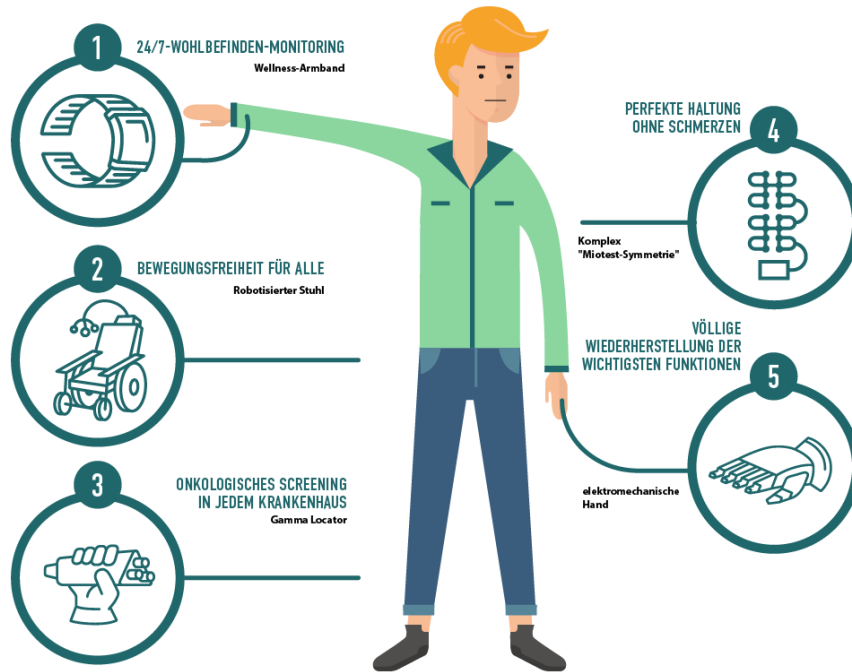 1
24/7-WOHLBEFINDEN-MONITORING
Wellness-Armband
2
BEWEGUNGSFREIHEIT FÜR ALLE
Robotisierter Stuhl
3
ONKOLOGISCHES SCREENING
IN JEDEM KRANKENHAUS
Gamma Locator
4
PERFEKTE HALTUNG
OHNE SCHMERZEN
Komplex
"Miotest-Symmetrie"
5
VÖLLIGE
WIEDERHERSTELLUNG DER
WICHTIGSTEN FUNKTIONEN
elektromechanische
Hand